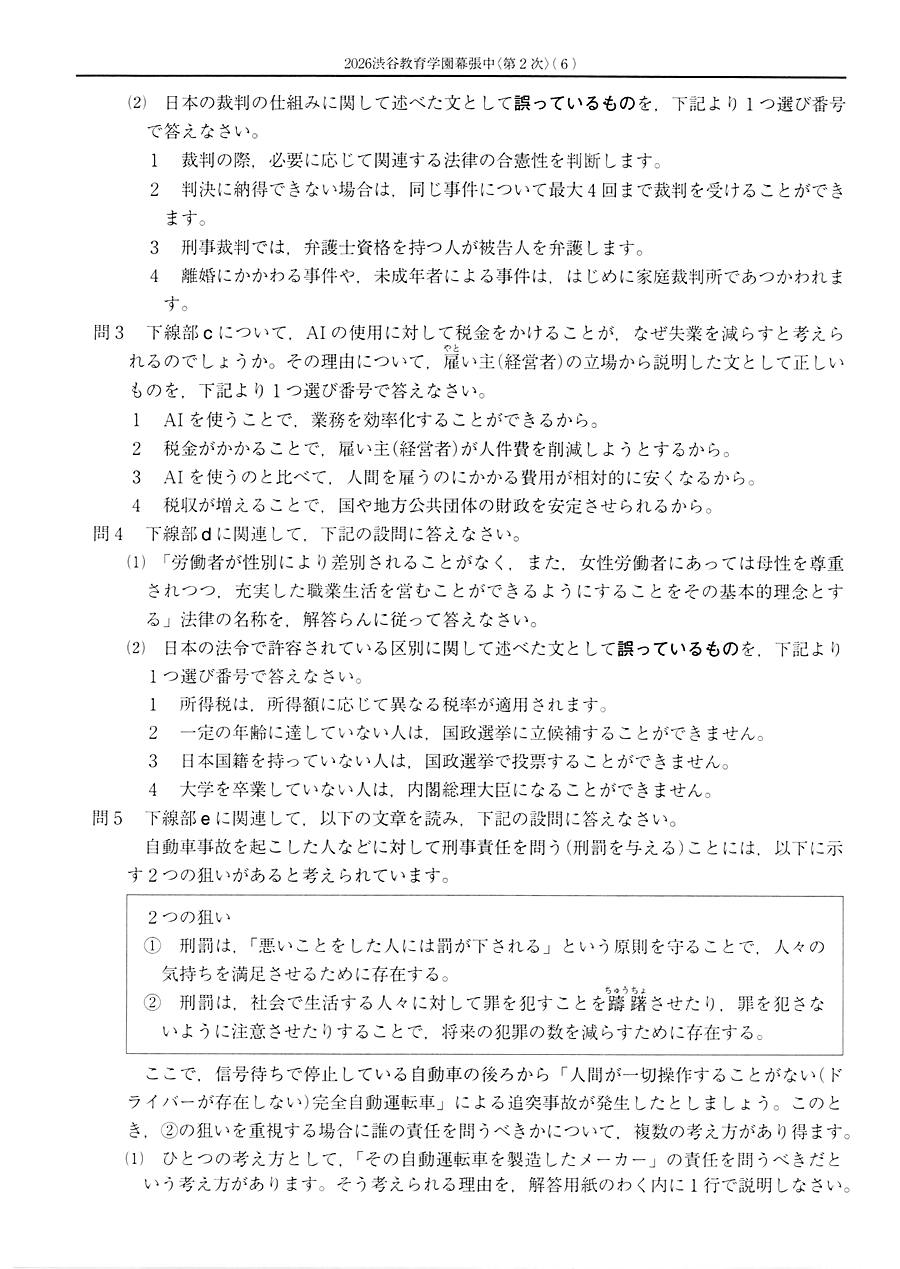 2026渋谷教育学園幕張中〈第2次〉(6)
(2) 日本の裁判の仕組みに関して述べた文として誤っているものを，下記より1つ選び番号
で答えなさい。
1 裁判の際，必要に応じて関連する法律の合憲性を判断します。
2 判決に納得できない場合は，同じ事件について最大4回まで裁判を受けることができ
ます。
3 刑事裁判では，弁護士資格を持つ人が被告人を弁護します。
4 離婚にかかわる事件や，未成年者による事件は，はじめに家庭裁判所であつかわれま
す。
問3 下線部cについて，AIの使用に対して税金をかけることが，なぜ失業を減らすと考えら
やと
れるのでしょうか。その理由について，雇い主(経営者)の立場から説明した文として正しい
ものを，下記より1つ選び番号で答えなさい。
1 AIを使うことで，業務を効率化することができるから。
2 税金がかかることで，雇い主(経営者)が人件費を削減しようとするから。
3 AIを使うのと比べて，人間を雇うのにかかる費用が相対的に安くなるから。
4 税収が増えることで，国や地方公共団体の財政を安定させられるから。
問4 下線部dに関連して，下記の設問に答えなさい。
(1) 「労働者が性別により差別されることがなく，また，女性労働者にあっては母性を尊重
されつつ，充実した職業生活を営むことができるようにすることをその基本的理念とす
る」法律の名称を，解答らんに従って答えなさい。
(2) 日本の法令で許容されている区別に関して述べた文として誤っているものを，下記より
1つ選び番号で答えなさい。
1 所得税は，所得額に応じて異なる税率が適用されます。
2 一定の年齢に達していない人は，国政選挙に立候補することができません。
3 日本国籍を持っていない人は，国政選挙で投票することができません。
4 大学を卒業していない人は，内閣総理大臣になることができません。
問5 下線部eに関連して，以下の文章を読み，下記の設問に答えなさい。
自動車事故を起こした人などに対して刑事責任を問う(刑罰を与える)ことには，以下に示
す2つの狙いがあると考えられています。
2つの狙い
① 刑罰は，「悪いことをした人には罰が下される」という原則を守ることで，人々の
気持ちを満足させるために存在する。
ちゅうちょ
② 刑罰は，社会で生活する人々に対して罪を犯すことを躊躇させたり，罪を犯さな
いように注意させたりすることで，将来の犯罪の数を減らすために存在する。
ここで，信号待ちで停止している自動車の後ろから「人間が一切操作することがない(ド
ライバーが存在しない)完全自動運転車」による追突事故が発生したとしましょう。このと
き，②の狙いを重視する場合に誰の責任を問うべきかについて，複数の考え方があり得ます。
(1) ひとつの考え方として，「その自動運転車を製造したメーカー」の責任を問うべきだと
いう考え方があります。そう考えられる理由を，解答用紙のわく内に1行で説明しなさい。